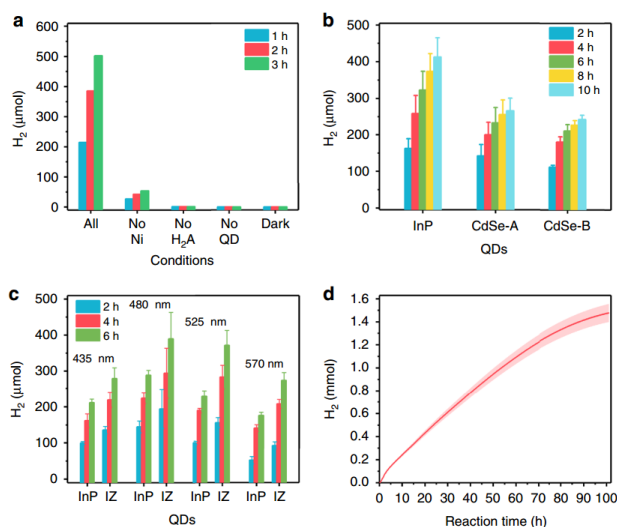 a
600
500
400
300
200
100
0
H2 (μmol)
1 h
2 h
3 h
All
No Ni
No H2A
No QD
Dark
Conditions
b
500
400
300
200
100
0
H2 (μmol)
2 h
4 h
6 h
8 h
10 h
InP
CdSe-A
CdSe-B
QDs
c
500
400
300
200
100
0
H2 (μmol)
2 h
4 h
6 h
435 nm
480 nm
525 nm
570 nm
InP IZ
InP IZ
InP IZ
InP IZ
QDs
d
1.6
1.4
1.2
1.0
0.8
0.6
0.4
0.2
0.0
H2 (mmol)
0 10 20 30 40 50 60 70 80 90 100
Reaction time (h)